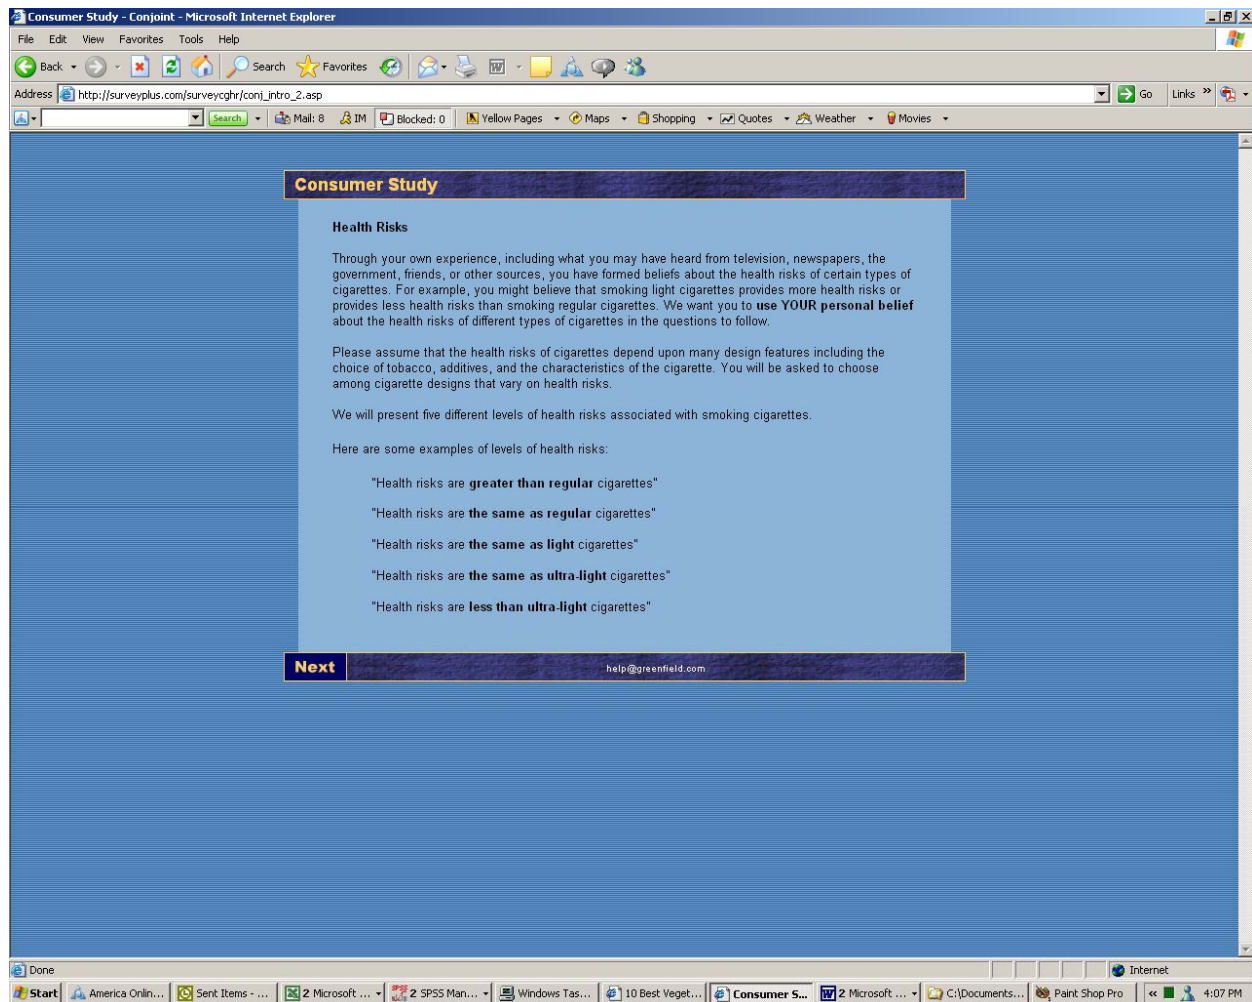 Consumer Study - Conjoint - Microsoft Internet Explorer
File Edit View Favorites Tools Help
Back Search Favorites
Address http://surveyplus.com/surveycghr/conj_intro_2.asp Go Links »
Search Mail: 8 IM Blocked: 0 Yellow Pages Maps Shopping Quotes Weather Movies
Consumer Study
Health Risks
Through your own experience, including what you may have heard from television, newspapers, the
government, friends, or other sources, you have formed beliefs about the health risks of certain types of
cigarettes. For example, you might believe that smoking light cigarettes provides more health risks or
provides less health risks than smoking regular cigarettes. We want you to use YOUR personal belief
about the health risks of different types of cigarettes in the questions to follow.
Please assume that the health risks of cigarettes depend upon many design features including the
choice of tobacco, additives, and the characteristics of the cigarette. You will be asked to choose
among cigarette designs that vary on health risks.
We will present five different levels of health risks associated with smoking cigarettes.
Here are some examples of levels of health risks:
"Health risks are greater than regular cigarettes"
"Health risks are the same as regular cigarettes"
"Health risks are the same as light cigarettes"
"Health risks are the same as ultra-light cigarettes"
"Health risks are less than ultra-light cigarettes"
Next help@greenfield.com
Done Internet
Start America Onlin... Sent Items - ... 2 Microsoft ... 2 SPSS Man... Windows Tas... 10 Best Veget... Consumer S... 2 Microsoft ... C:\Documents... Paint Shop Pro « 4:07 PM